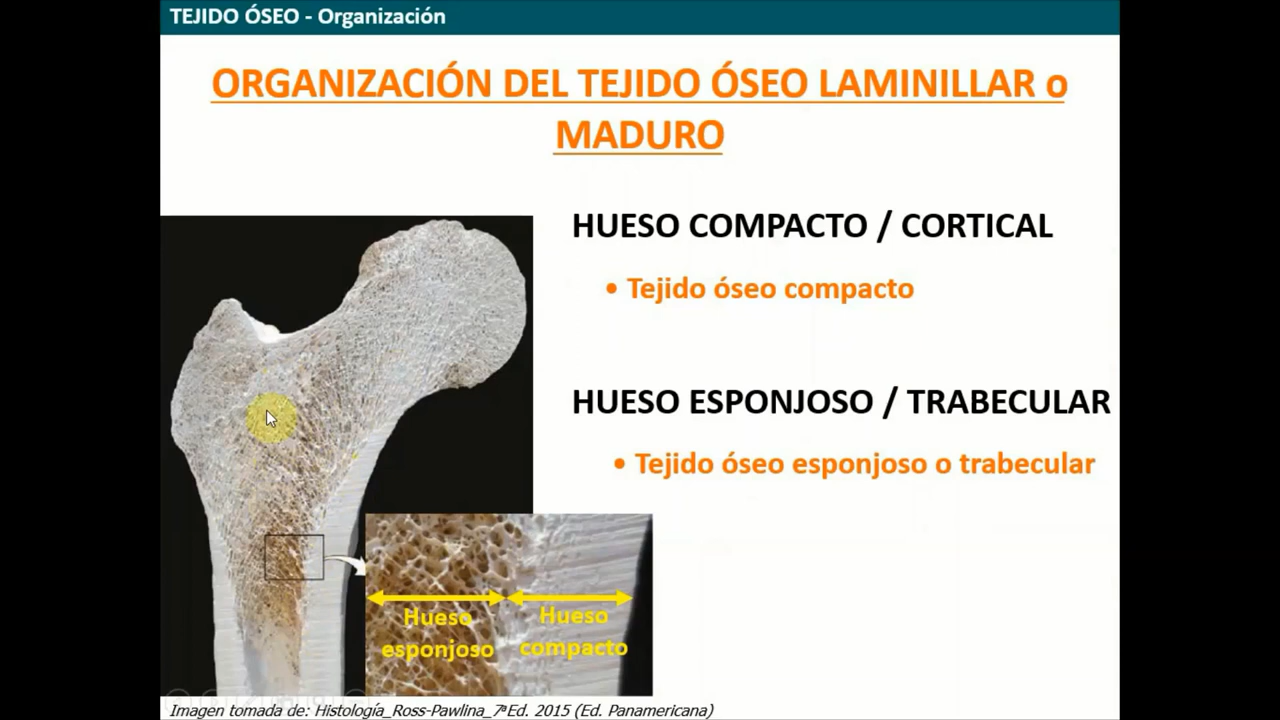 TEJIDO ÓSEO - Organización
ORGANIZACIÓN DEL TEJIDO ÓSEO LAMINILLAR o
MADURO
HUESO COMPACTO / CORTICAL
• Tejido óseo compacto
HUESO ESPONJOSO / TRABECULAR
• Tejido óseo esponjoso o trabecular
Hueso
esponjoso
Hueso
compacto
Imagen tomada de: Histología_Ross-Pawlina_7ªEd. 2015 (Ed. Panamericana)